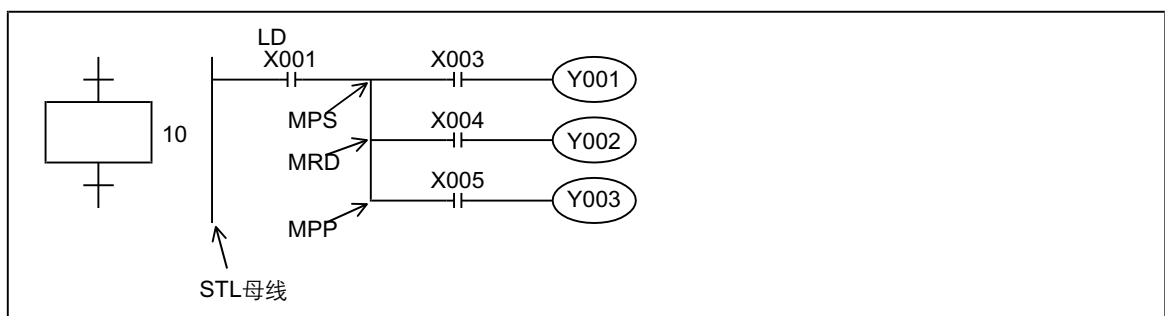 LD
X001 X003 Y001
MPS X004
10 Y002
MRD
X005
Y003
MPP
STL母线